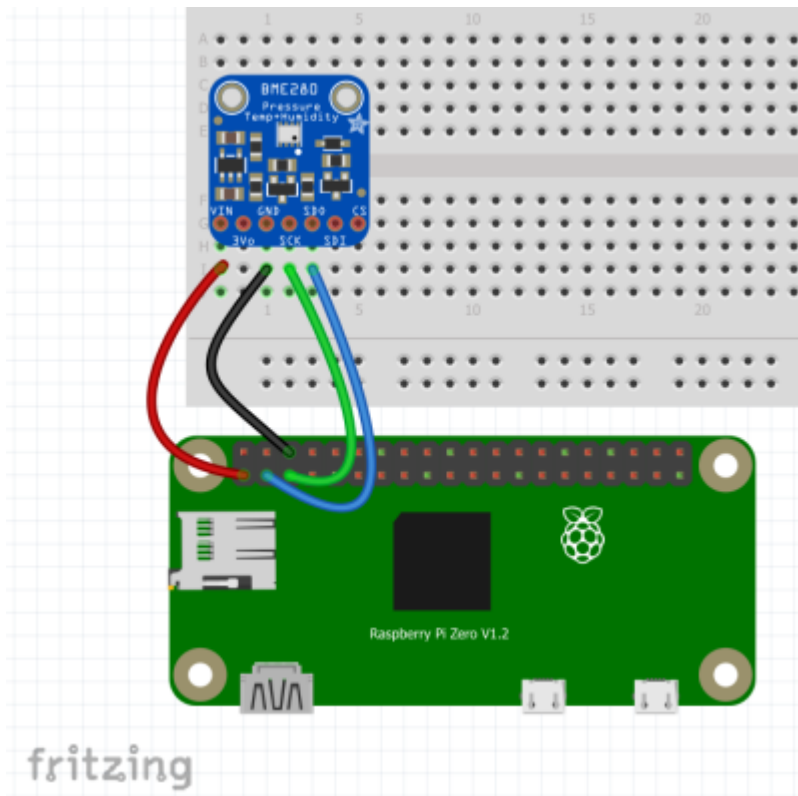 1 5 10 15 20
A
B
C
D
E
BME280
Pressure
Temp+Humidity
F
G
H
I
VIN GND SDO CS
3Vo SCK SDI
1 5 10 15 20
Raspberry Pi Zero V1.2
fritzing